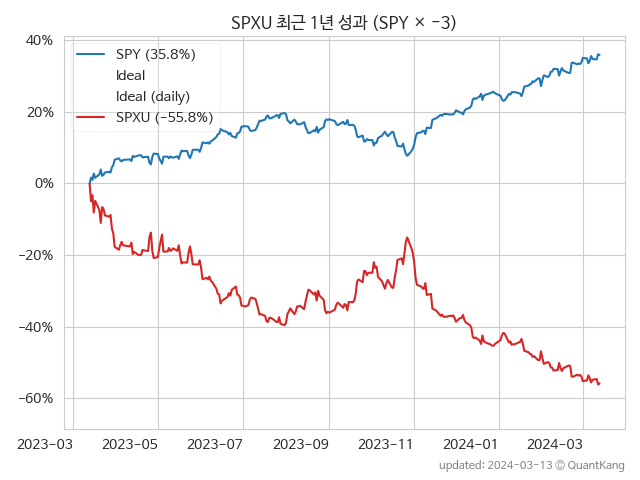 SPXU 최근 1년 성과 (SPY × −3)
40%
20%
0%
−20%
−40%
−60%
SPY (35.8%)
Ideal
Ideal (daily)
SPXU (−55.8%)
2023-03
2023-05
2023-07
2023-09
2023-11
2024-01
2024-03
updated: 2024-03-13 © QuantKang